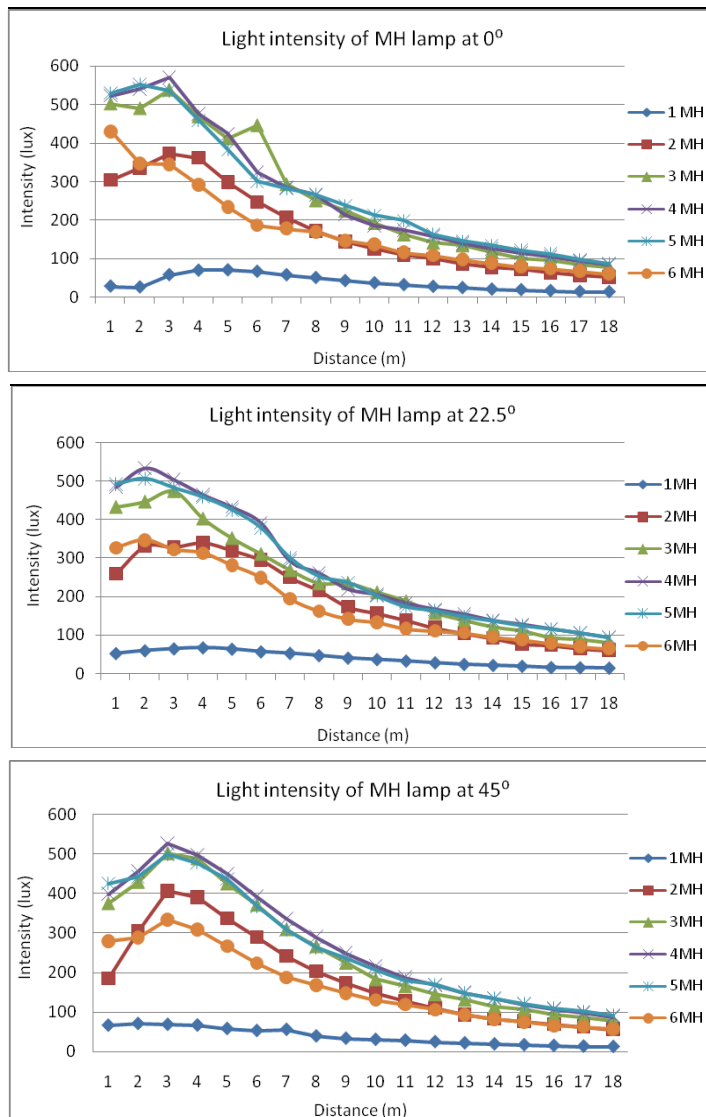 Light intensity of MH lamp at 0⁰
Intensity (lux)
600
500
400
300
200
100
0
1 2 3 4 5 6 7 8 9 10 11 12 13 14 15 16 17 18
Distance (m)
1 MH
2 MH
3 MH
4 MH
5 MH
6 MH
Light intensity of MH lamp at 22.5⁰
Intensity (lux)
600
500
400
300
200
100
0
1 2 3 4 5 6 7 8 9 10 11 12 13 14 15 16 17 18
Distance (m)
1MH
2MH
3MH
4MH
5MH
6MH
Light intensity of MH lamp at 45⁰
Intensity (lux)
600
500
400
300
200
100
0
1 2 3 4 5 6 7 8 9 10 11 12 13 14 15 16 17 18
Distance (m)
1MH
2MH
3MH
4MH
5MH
6MH